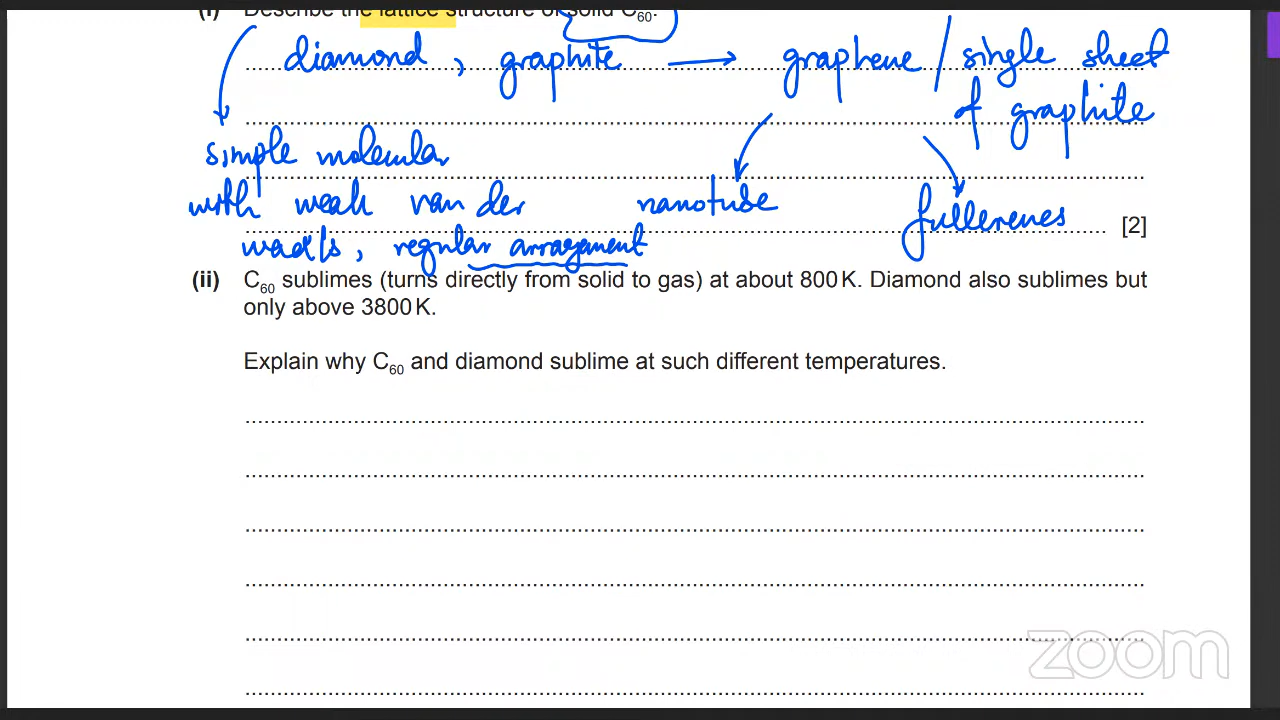 (i) Describe the lattice structure of solid C60.
diamond, graphite → graphene / single sheet
of graphite
simple molecular
with weak van der nanotube fullerenes [2]
waals, regular arragement
(ii) C60 sublimes (turns directly from solid to gas) at about 800 K. Diamond also sublimes but
only above 3800 K.
Explain why C60 and diamond sublime at such different temperatures.
zoom